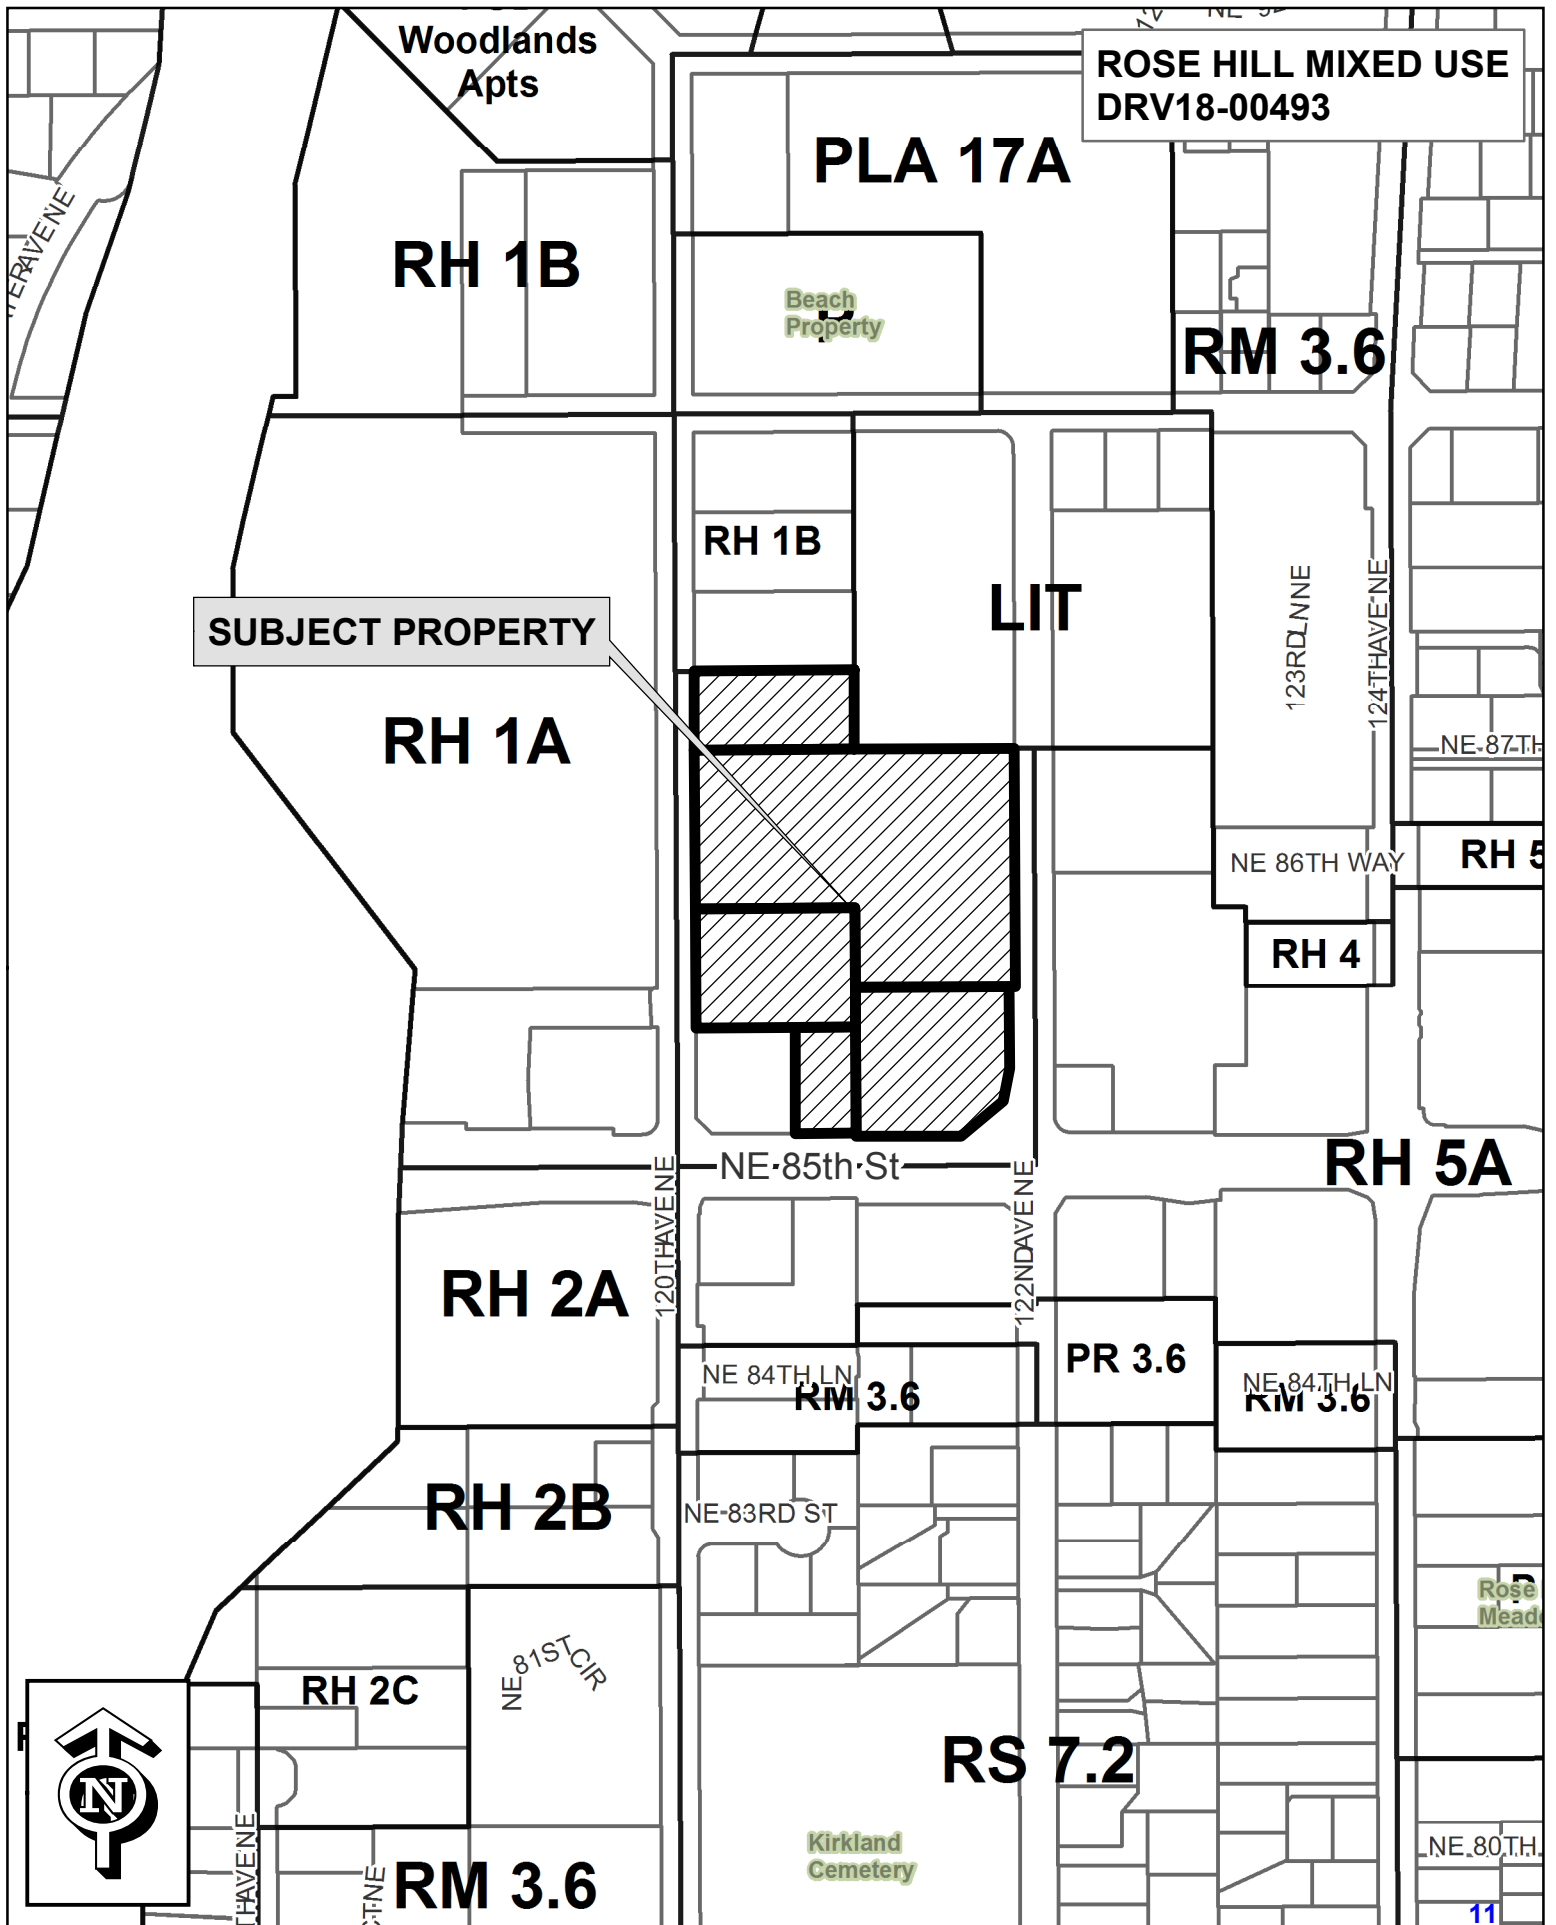 Woodlands
Apts
ROSE HILL MIXED USE
DRV18-00493
PLA 17A
RH 1B
Beach
Property
RM 3.6
RH 1B
LIT
SUBJECT PROPERTY
123RD LN NE
124TH AVE NE
RH 1A
NE 87TH
NE 86TH WAY
RH 5
RH 4
NE 85th St
RH 5A
120TH AVE NE
122ND AVE NE
RH 2A
PR 3.6
NE 84TH LN
RM 3.6
NE 84TH LN
RM 3.6
RH 2B
NE 83RD ST
Rose
NE 81ST CIR
RH 2C
RS 7.2
N
Kirkland
Cemetery
NE 80TH
RM 3.6
11